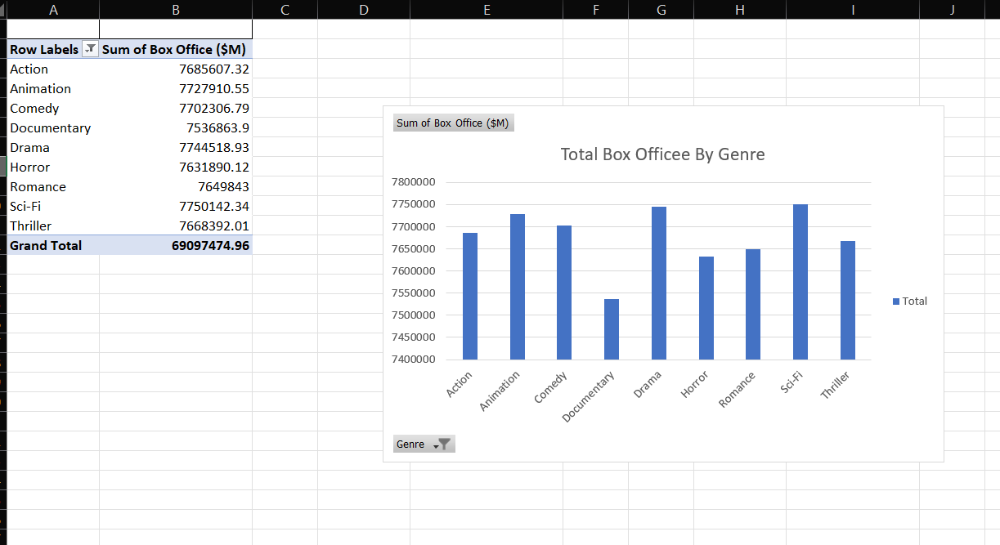 A B C D E F G H I J
Row Labels Sum of Box Office ($M)
Action 7685607.32
Animation 7727910.55
Comedy 7702306.79
Documentary 7536863.9
Drama 7744518.93
Horror 7631890.12
Romance 7649843
Sci-Fi 7750142.34
Thriller 7668392.01
Grand Total 69097474.96
Sum of Box Office ($M)
Total Box Officee By Genre
7800000
7750000
7700000
7650000
7600000
7550000
7500000
7450000
7400000
Action Animation Comedy Documentary Drama Horror Romance Sci-Fi Thriller
Total
Genre